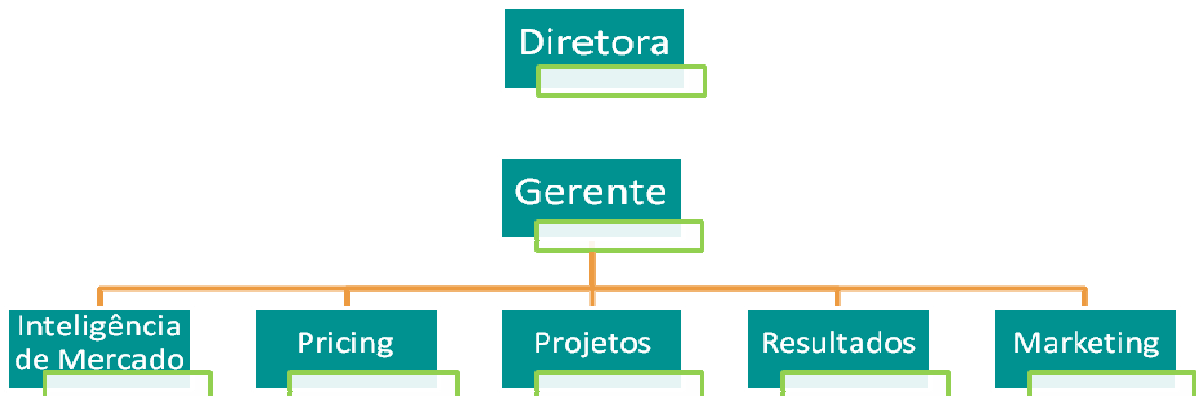 Diretora
Gerente
Inteligência
de Mercado
Pricing
Projetos
Resultados
Marketing